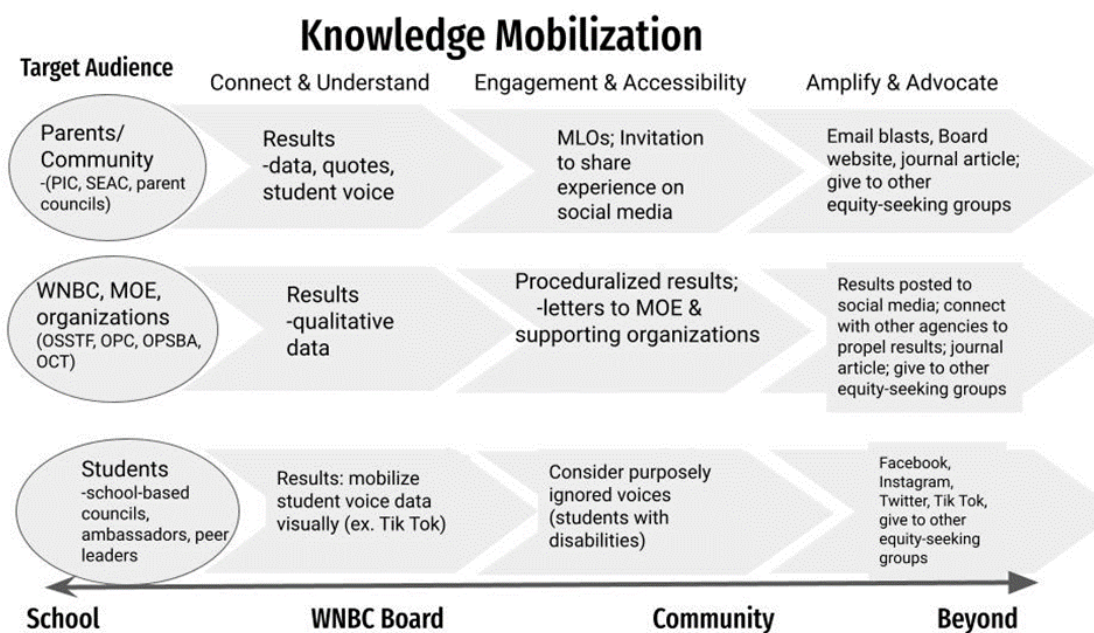 Knowledge Mobilization
Target Audience
Connect & Understand
Engagement & Accessibility
Amplify & Advocate
Parents/
Community
-(PIC, SEAC, parent
councils)
Results
-data, quotes,
student voice
MLOs; Invitation
to share
experience on
social media
Email blasts, Board
website, journal article;
give to other
equity-seeking groups
WNBC, MOE,
organizations
(OSSTF, OPC, OPSBA,
OCT)
Results
-qualitative
data
Proceduralized results;
-letters to MOE &
supporting organizations
Results posted to
social media; connect
with other agencies to
propel results; journal
article; give to other
equity-seeking groups
Students
-school-based
councils,
ambassadors, peer
leaders
Results: mobilize
student voice data
visually (ex. Tik Tok)
Consider purposely
ignored voices
(students with
disabilities)
Facebook,
Instagram,
Twitter, Tik Tok,
give to other
equity-seeking
groups
School
WNBC Board
Community
Beyond